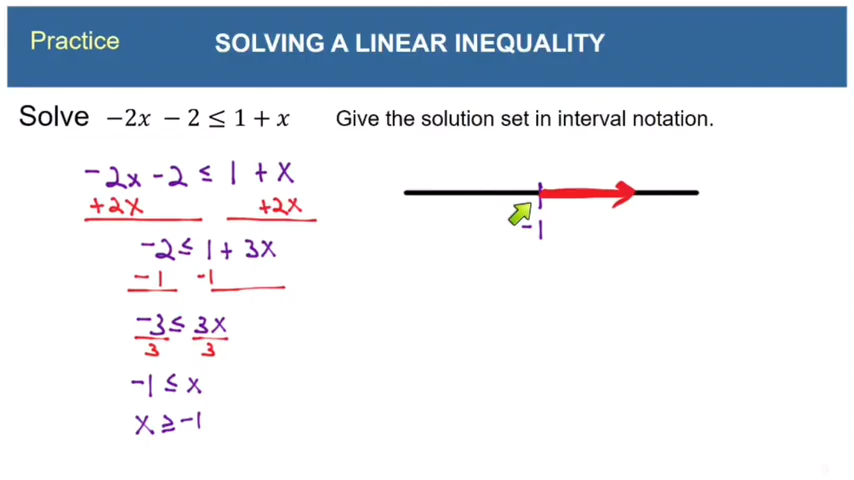 Practice
SOLVING A LINEAR INEQUALITY
Solve −2x − 2 ≤ 1 + x
Give the solution set in interval notation.
-2x -2 ≤ 1 + x
+2x +2x
-2 ≤ 1 + 3x
-1 -1
-3 ≤ 3x
3 3
-1 ≤ x
x ≥ -1
-1